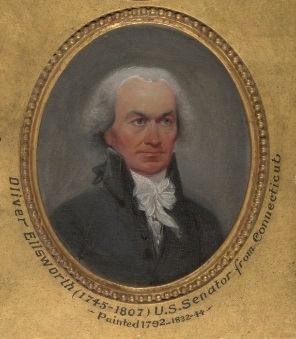 Oliver Ellsworth (1745-1807) U.S. Senator from Connecticut
- Painted 1792-1832-44 -